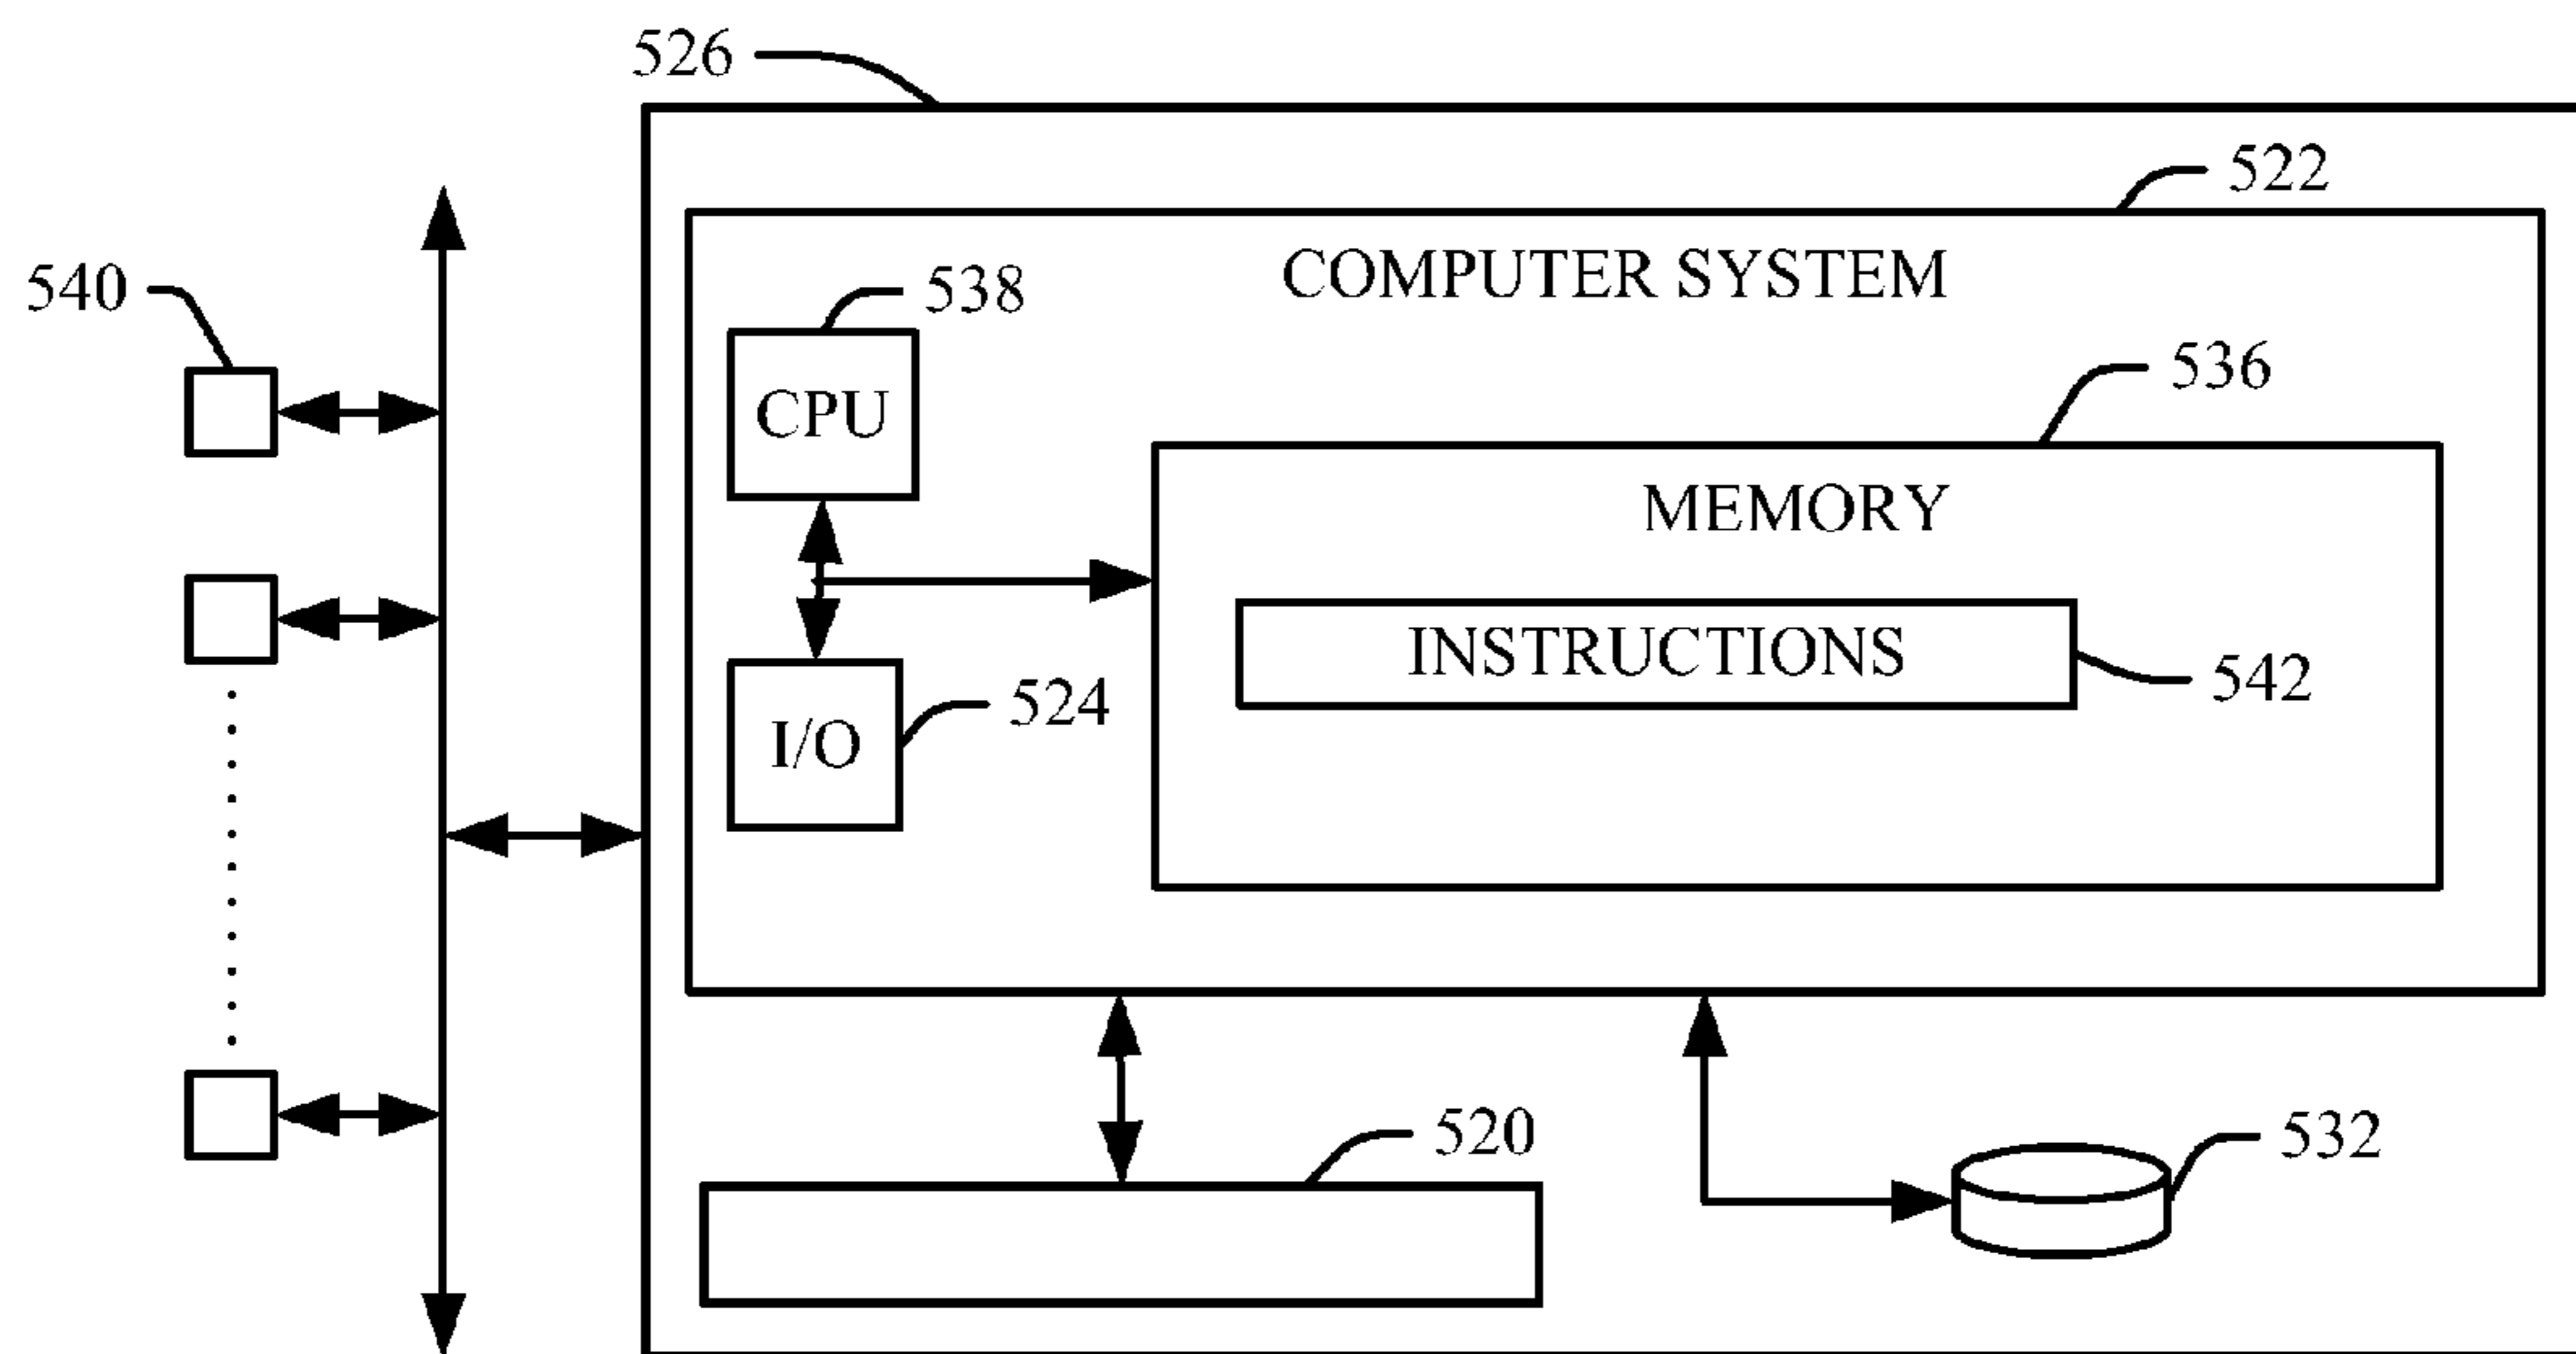 526
522
COMPUTER SYSTEM
540
538
536
CPU
MEMORY
INSTRUCTIONS
542
524
I/O
520
532